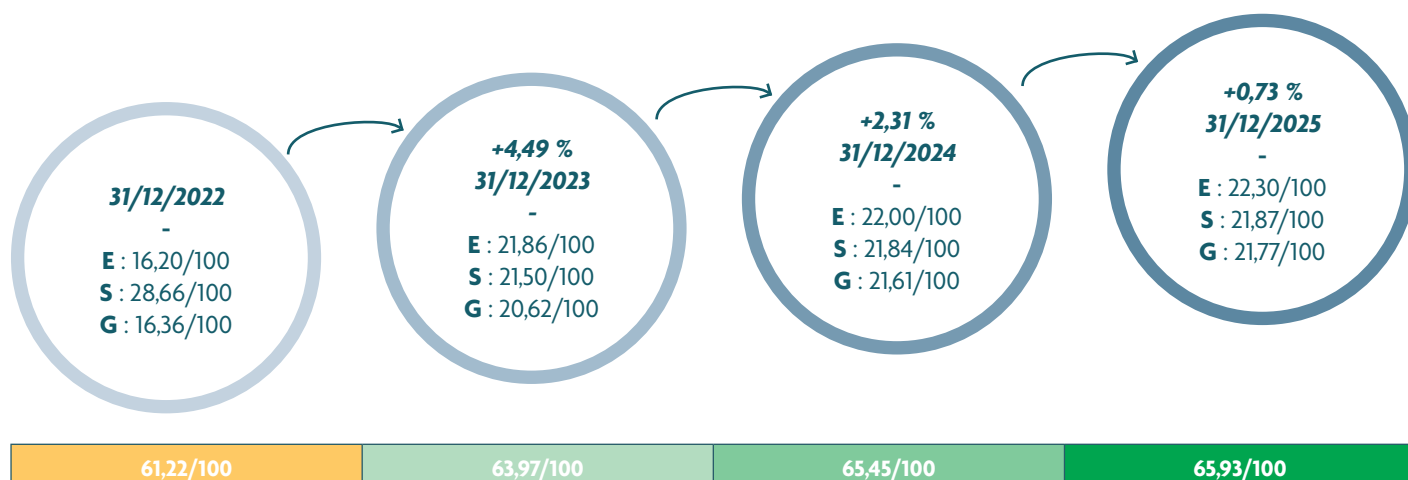 31/12/2022
-
E : 16,20/100
S : 28,66/100
G : 16,36/100
+4,49 %
31/12/2023
-
E : 21,86/100
S : 21,50/100
G : 20,62/100
+2,31 %
31/12/2024
-
E : 22,00/100
S : 21,84/100
G : 21,61/100
+0,73 %
31/12/2025
-
E : 22,30/100
S : 21,87/100
G : 21,77/100
61,22/100
63,97/100
65,45/100
65,93/100